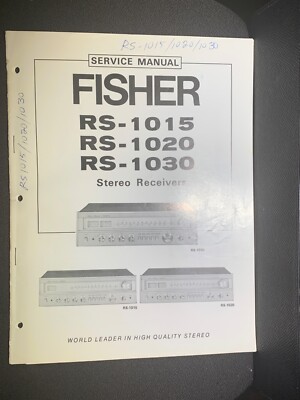 RS-1015/1020/1030
SERVICE MANUAL
FISHER
RS-1015
RS-1020
RS-1030
Stereo Receivers
RS1015/1020/1030
RS-1015
WORLD LEADER IN HIGH QUALITY STEREO